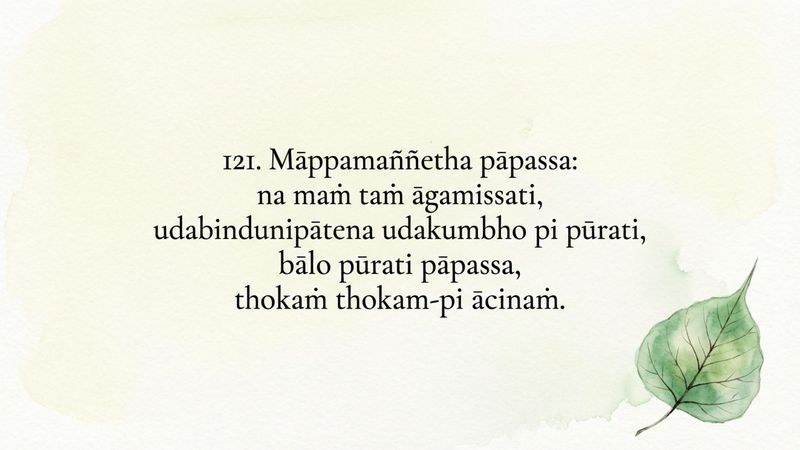 121. Māppamaññetha pāpassa:
na maṁ taṁ āgamissati,
udabindunipātena udakumbho pi pūrati,
bālo pūrati pāpassa,
thokaṁ thokam-pi ācinaṁ.